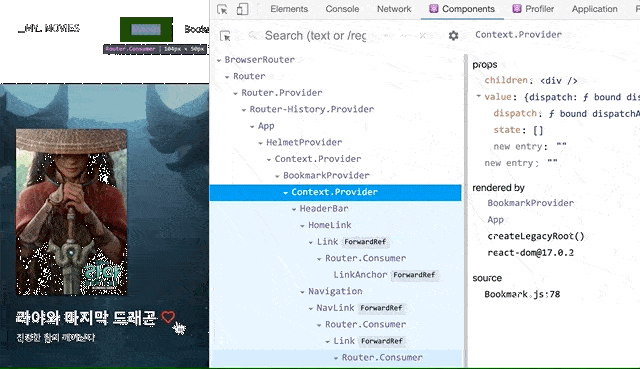 _MY. MOVIES
Router.Consumer | 104px × 50px
라야와 마지막 드래곤
Elements Console Components Profiler Application
Search (text or /reg
Context.Provider
BrowserRouter
Router
Router.Provider
Router-History.Provider
App
HelmetProvider
Context.Provider
BookmarkProvider
Context.Provider
HeaderBar
HomeLink
Link ForwardRef
Router.Consumer
LinkAnchor ForwardRef
Navigation
NavLink ForwardRef
Router.Consumer
Link ForwardRef
Router.Consumer
props
children: <div />
value: {dispatch: ƒ bound dis
dispatch: ƒ bound dispatchA
state: []
new entry: ""
new entry: ""
rendered by
BookmarkProvider
App
createLegacyRoot()
react-dom@17.0.2
source
Bookmark.js:78